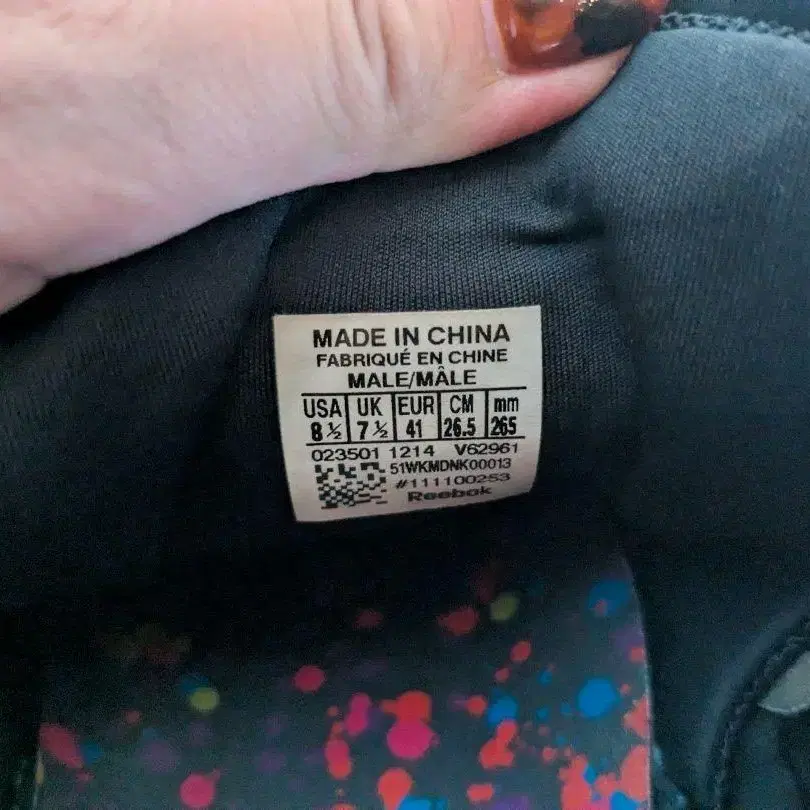 MADE IN CHINA
FABRIQUÉ EN CHINE
MALE/MÂLE
USA UK EUR CM mm
8½ 7½ 41 26.5 265
023501 1214 V62961
51WKMDNK00013
#111100253
Reebok